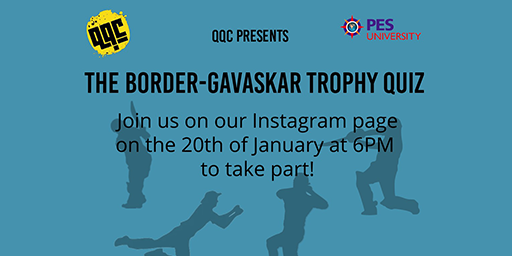 QQC
QQC PRESENTS
PES
UNIVERSITY
THE BORDER-GAVASKAR TROPHY QUIZ
Join us on our Instagram page
on the 20th of January at 6PM
to take part!